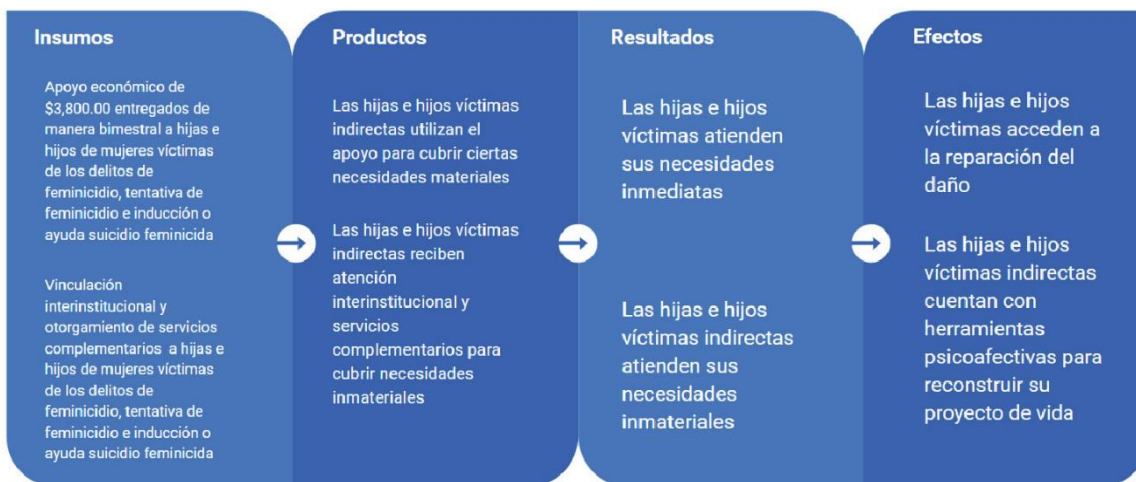 Insumos
Apoyo económico de
$3,800.00 entregados de
manera bimestral a hijas e
hijos de mujeres víctimas
de los delitos de
feminicidio, tentativa de
feminicidio e inducción o
ayuda suicidio feminicida
Vinculación
interinstitucional y
otorgamiento de servicios
complementarios a hijas e
hijos de mujeres víctimas
de los delitos de
feminicidio, tentativa de
feminicidio e inducción o
ayuda suicidio feminicida
Productos
Las hijas e hijos víctimas
indirectas utilizan el
apoyo para cubrir ciertas
necesidades materiales
Las hijas e hijos víctimas
indirectas reciben
atención
interinstitucional y
servicios
complementarios para
cubrir necesidades
inmateriales
Resultados
Las hijas e hijos
víctimas atienden
sus necesidades
inmediatas
Las hijas e hijos
víctimas indirectas
atienden sus
necesidades
inmateriales
Efectos
Las hijas e hijos
víctimas acceden a
la reparación del
daño
Las hijas e hijos
víctimas indirectas
cuentan con
herramientas
psicoafectivas para
reconstruir su
proyecto de vida